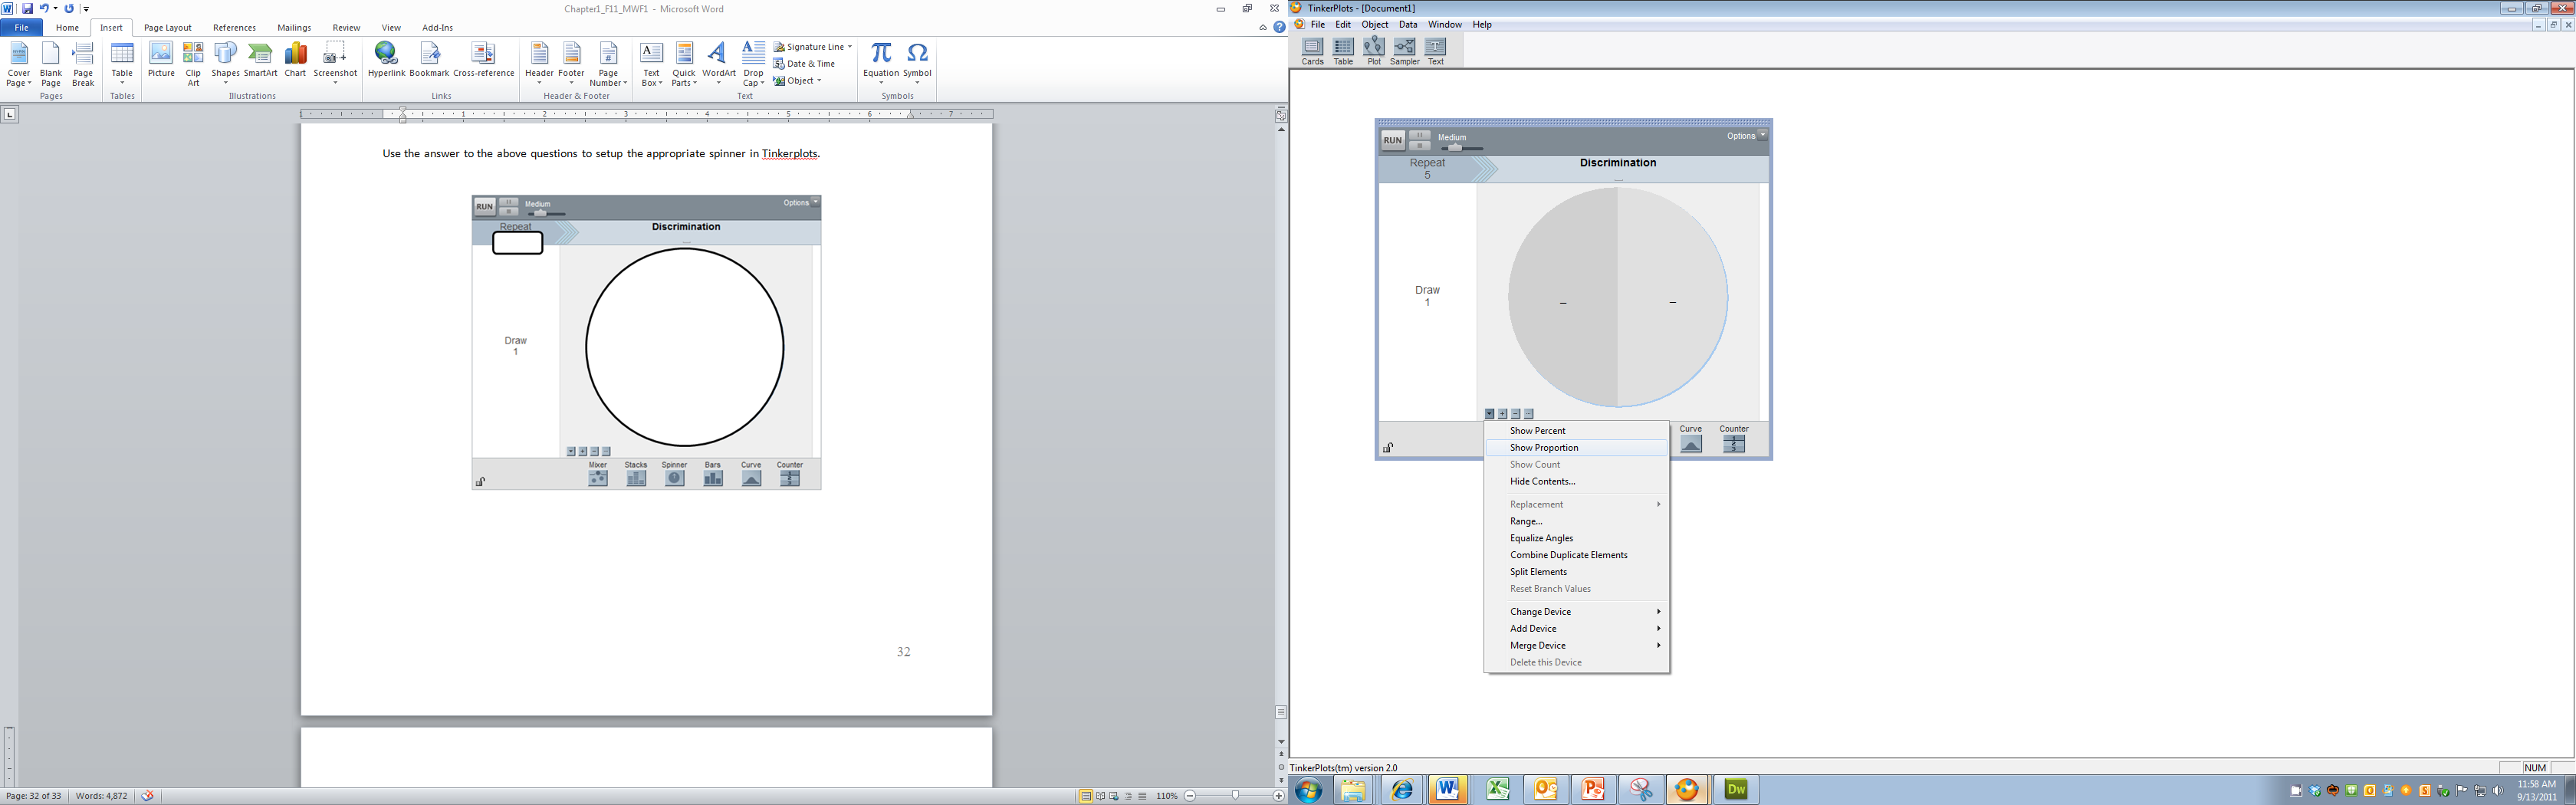 Chapter1_F11_MWF1 - Microsoft Word
File Home Insert Page Layout References Mailings Review View Add-Ins
Cover Page Blank Page Page Break
Pages
Table
Tables
Picture Clip Art Shapes SmartArt Chart Screenshot
Illustrations
Hyperlink Bookmark Cross-reference
Links
Header Footer Page Number
Header & Footer
Text Box Quick Parts WordArt Drop Cap
Signature Line
Date & Time
Object
Text
Equation Symbol
Symbols
1 2 3 4 5 6 7
Use the answer to the above questions to setup the appropriate spinner in Tinkerplots.
RUN Medium Options
Repeat
Discrimination
Draw
1
Mixer Stacks Spinner Bars Curve Counter
32
Page: 32 of 33 Words: 4,872 110%
TinkerPlots - [Document1]
File Edit Object Data Window Help
Cards Table Plot Sampler Text
RUN Medium Options
Repeat
5
Discrimination
Draw
1
Curve Counter
Show Percent
Show Proportion
Show Count
Hide Contents...
Replacement
Range...
Equalize Angles
Combine Duplicate Elements
Split Elements
Reset Branch Values
Change Device
Add Device
Merge Device
Delete this Device
TinkerPlots(tm) version 2.0 NUM
Dw
11:58 AM
9/13/2011